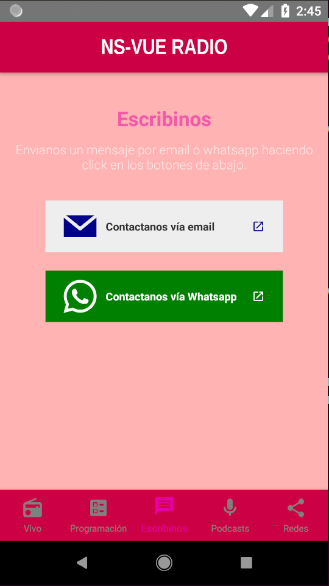 2:45
NS-VUE RADIO
Escribinos
Envianos un mensaje por email o whatsapp haciendo
click en los botones de abajo.
Contactanos vía email
Contactanos vía Whatsapp
Vivo Programación Escribinos Podcasts Redes